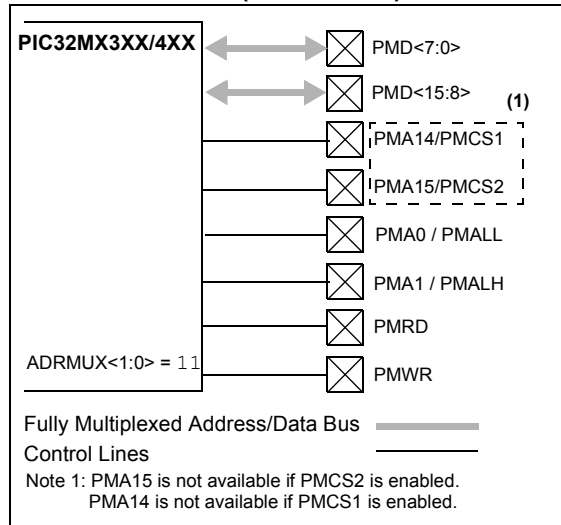 PIC32MX3XX/4XX
PMD<7:0>
PMD<15:8>
(1)
PMA14/PMCS1
PMA15/PMCS2
PMA0 / PMALL
PMA1 / PMALH
PMRD
ADRMUX<1:0> = 11
PMWR
Fully Multiplexed Address/Data Bus
Control Lines
Note 1: PMA15 is not available if PMCS2 is enabled.
PMA14 is not available if PMCS1 is enabled.